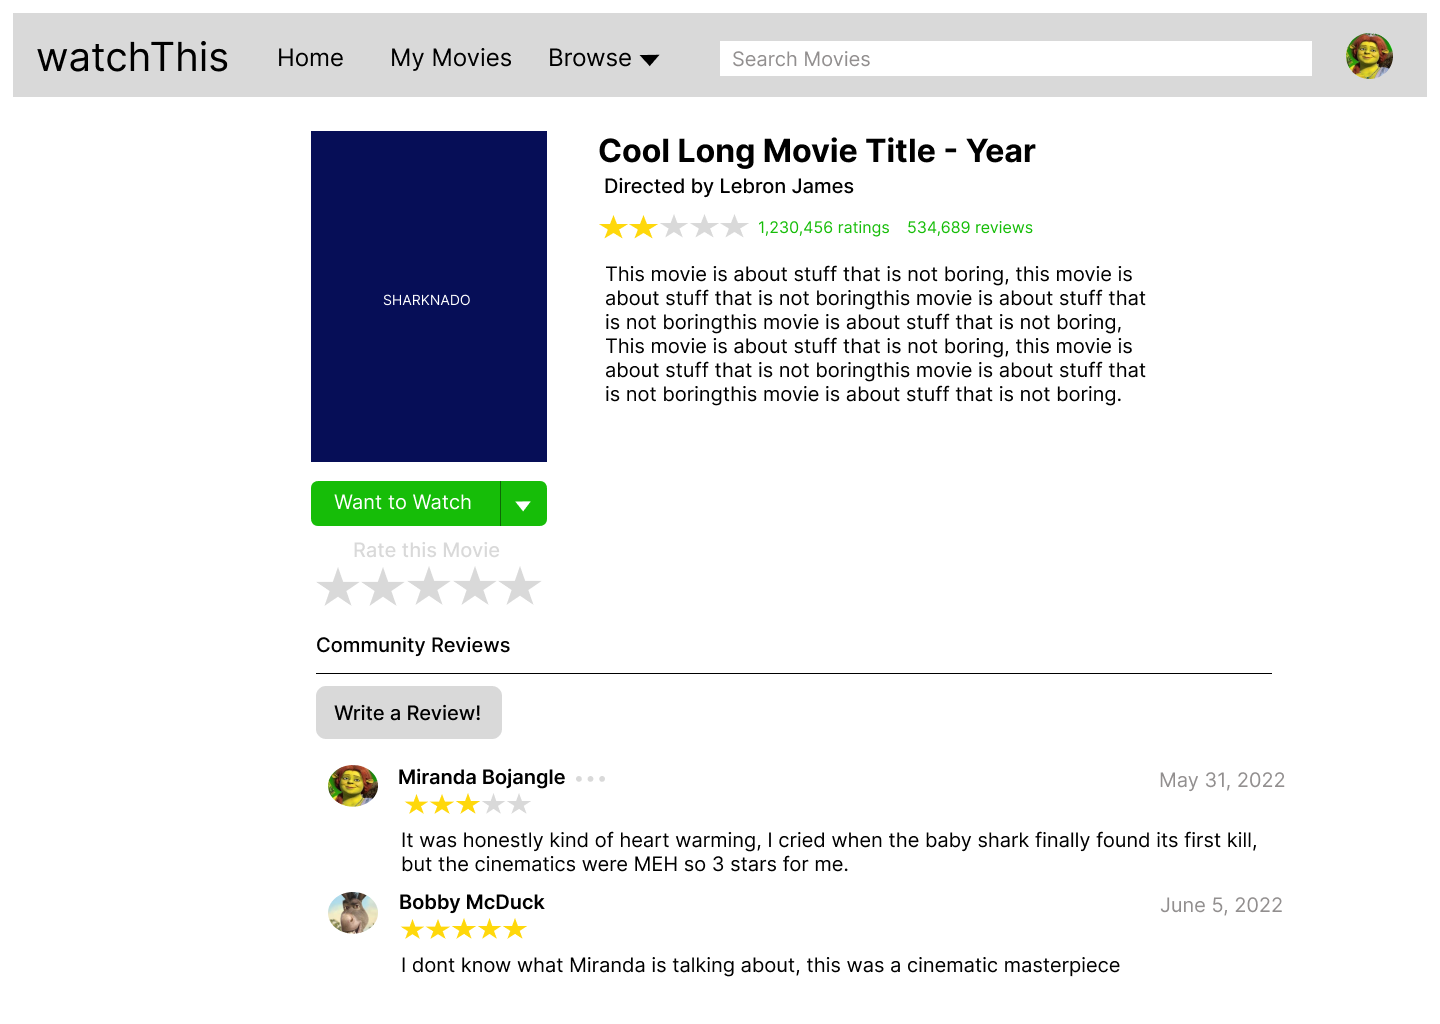 watchThis Home My Movies Browse Search Movies
Cool Long Movie Title - Year
Directed by Lebron James
1,230,456 ratings 534,689 reviews
This movie is about stuff that is not boring, this movie is
about stuff that is not boringthis movie is about stuff that
is not boringthis movie is about stuff that is not boring,
This movie is about stuff that is not boring, this movie is
about stuff that is not boringthis movie is about stuff that
is not boringthis movie is about stuff that is not boring.
SHARKNADO
Want to Watch
Rate this Movie
Community Reviews
Write a Review!
Miranda Bojangle May 31, 2022
It was honestly kind of heart warming, I cried when the baby shark finally found its first kill,
but the cinematics were MEH so 3 stars for me.
Bobby McDuck June 5, 2022
I dont know what Miranda is talking about, this was a cinematic masterpiece